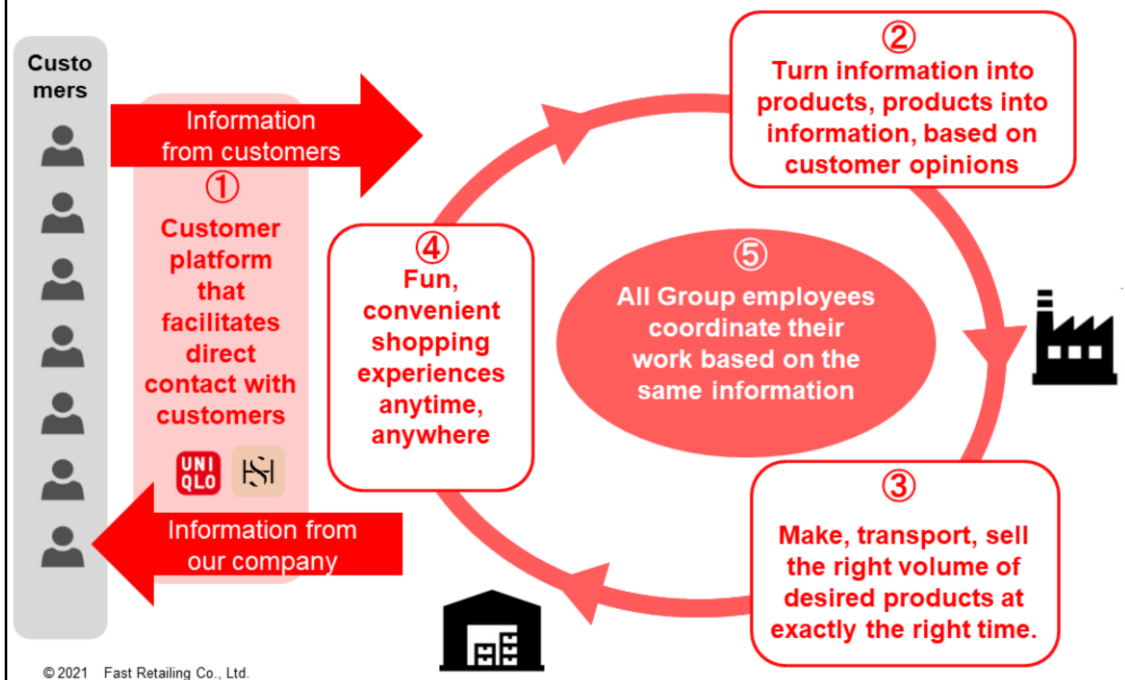 Custo
mers
Information
from customers
①
Customer
platform
that
facilitates
direct
contact with
customers
UNI
QLO
Information from
our company
②
Turn information into
products, products into
information, based on
customer opinions
③
Make, transport, sell
the right volume of
desired products at
exactly the right time.
④
Fun,
convenient
shopping
experiences
anytime,
anywhere
⑤
All Group employees
coordinate their
work based on the
same information
© 2021 Fast Retailing Co., Ltd.